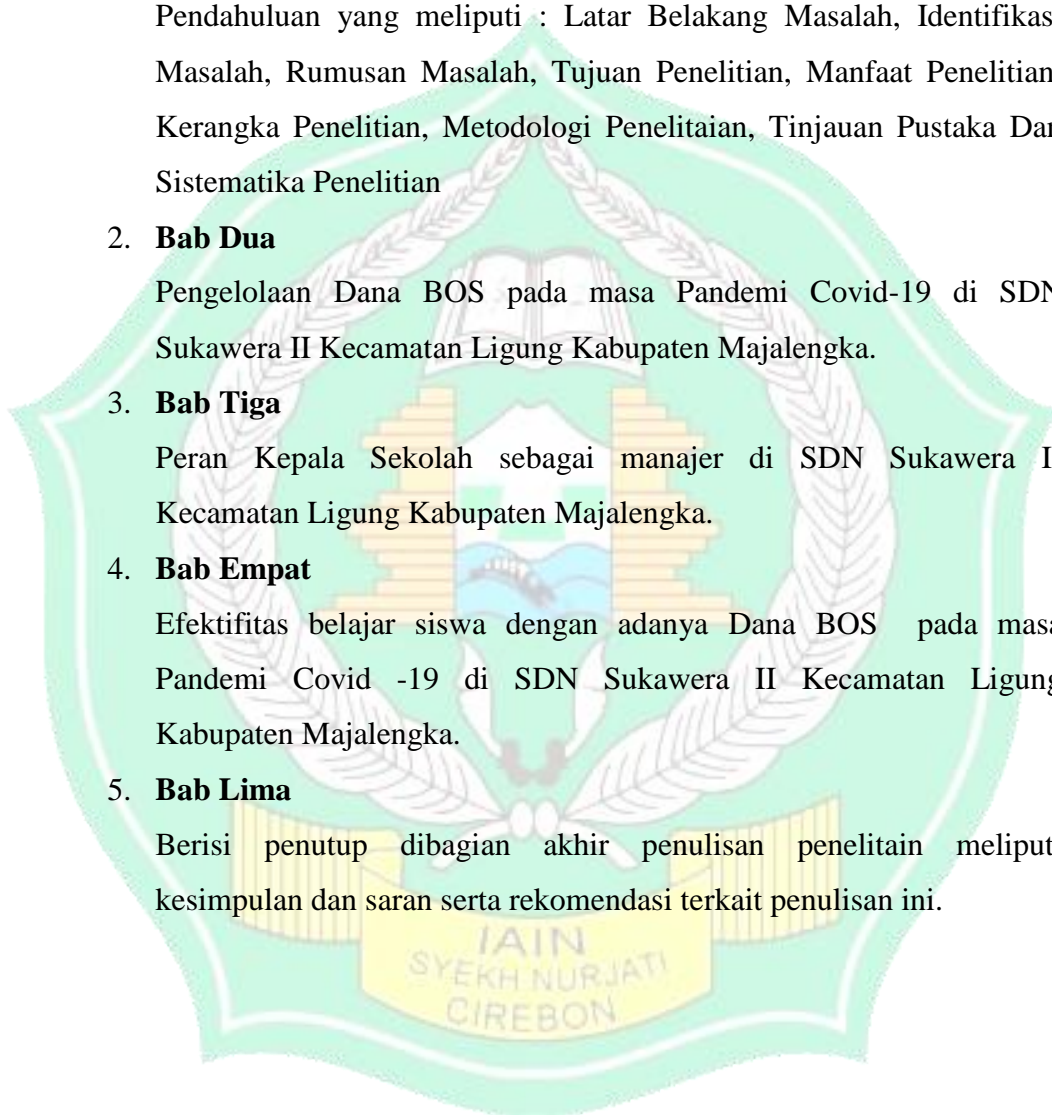 Pendahuluan yang meliputi : Latar Belakang Masalah, Identifikas
Masalah, Rumusan Masalah, Tujuan Penelitian, Manfaat Penelitian
Kerangka Penelitian, Metodologi Penelitaian, Tinjauan Pustaka Dan
Sistematika Penelitian
2. Bab Dua
Pengelolaan Dana BOS pada masa Pandemi Covid-19 di SDN
Sukawera II Kecamatan Ligung Kabupaten Majalengka.
3. Bab Tiga
Peran Kepala Sekolah sebagai manajer di SDN Sukawera II
Kecamatan Ligung Kabupaten Majalengka.
4. Bab Empat
Efektifitas belajar siswa dengan adanya Dana BOS pada masa
Pandemi Covid -19 di SDN Sukawera II Kecamatan Ligung
Kabupaten Majalengka.
5. Bab Lima
Berisi penutup dibagian akhir penulisan penelitain meliput
kesimpulan dan saran serta rekomendasi terkait penulisan ini.
IAIN
SYEKH NURJATI
CIREBON